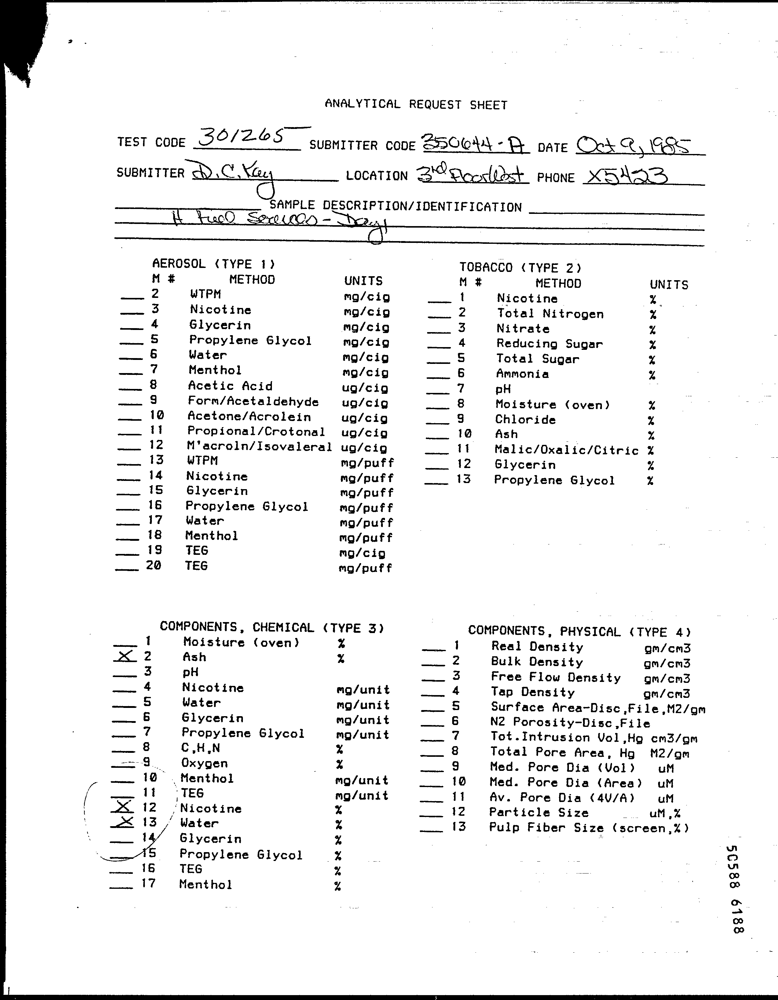 ANALYTICAL REQUEST SHEET
TEST CODE 301265 SUBMITTER CODE 350644-A DATE Oct 9, 1985
SUBMITTER D.C. Kay LOCATION 3rd Floor West PHONE X5423
SAMPLE DESCRIPTION/IDENTIFICATION
4 Fuel
AEROSOL (TYPE 1)
M # METHOD UNITS
2 WTPM mg/cig
3 Nicotine mg/cig
4 Glycerin mg/cig
5 Propylene Glycol mg/cig
6 Water mg/cig
7 Menthol mg/cig
8 Acetic Acid ug/cig
9 Form/Acetaldehyde ug/cig
10 Acetone/Acrolein ug/cig
11 Propional/Crotonal ug/cig
12 M'acroln/Isovaleral ug/cig
13 WTPM mg/puff
14 Nicotine mg/puff
15 Glycerin mg/puff
16 Propylene Glycol mg/puff
17 Water mg/puff
18 Menthol mg/puff
19 TEG mg/cig
20 TEG mg/puff
TOBACCO (TYPE 2)
M # METHOD UNITS
1 Nicotine %
2 Total Nitrogen %
3 Nitrate %
4 Reducing Sugar %
5 Total Sugar %
6 Ammonia %
7 pH
8 Moisture (oven) %
9 Chloride %
10 Ash %
11 Malic/Oxalic/Citric %
12 Glycerin %
13 Propylene Glycol %
COMPONENTS, CHEMICAL (TYPE 3)
1 Moisture (oven) %
X 2 Ash %
3 pH
4 Nicotine mg/unit
5 Water mg/unit
6 Glycerin mg/unit
7 Propylene Glycol mg/unit
8 C,H,N %
9 Oxygen %
10 Menthol mg/unit
11 TEG mg/unit
X 12 Nicotine %
X 13 Water %
14 Glycerin %
15 Propylene Glycol %
16 TEG %
17 Menthol %
COMPONENTS, PHYSICAL (TYPE 4)
1 Real Density gm/cm3
2 Bulk Density gm/cm3
3 Free Flow Density gm/cm3
4 Tap Density gm/cm3
5 Surface Area-Disc,File,M2/gm
6 N2 Porosity-Disc,File
7 Tot.Intrusion Vol,Hg cm3/gm
8 Total Pore Area, Hg M2/gm
9 Med. Pore Dia (Vol) uM
10 Med. Pore Dia (Area) uM
11 Av. Pore Dia (4V/A) uM
12 Particle Size uM,%
13 Pulp Fiber Size (screen,%)
50588 6188